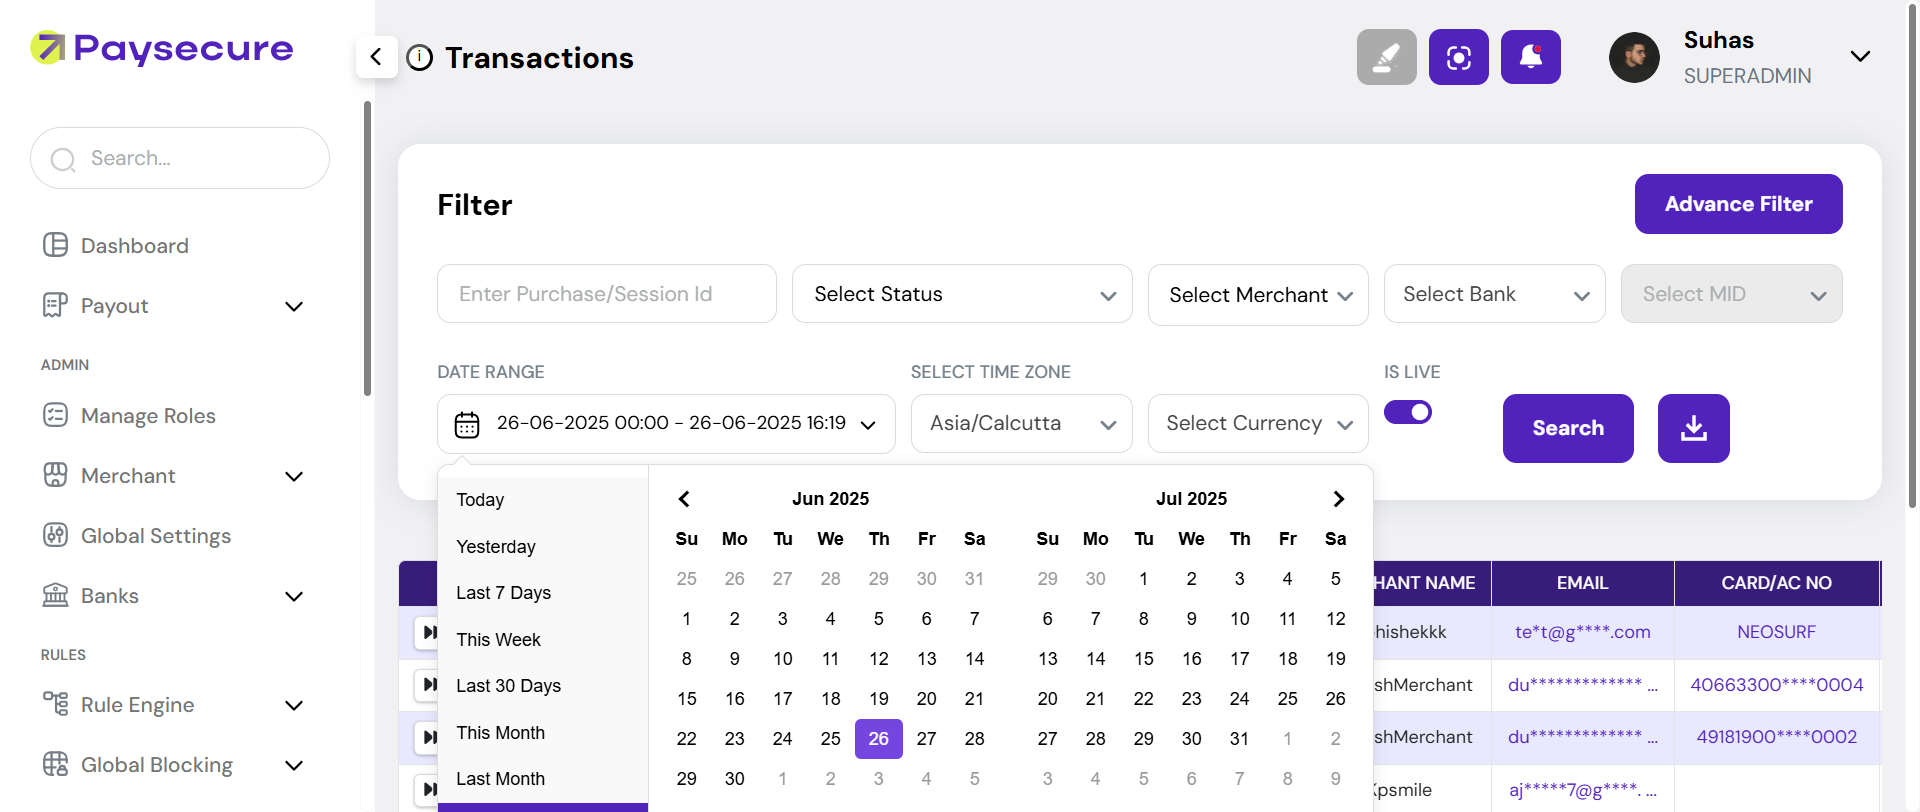 Paysecure
Search...
Dashboard
Payout
ADMIN
Manage Roles
Merchant
Global Settings
Banks
RULES
Rule Engine
Global Blocking
Transactions
Suhas
SUPERADMIN
Filter
Advance Filter
Enter Purchase/Session Id
Select Status
Select Merchant
Select Bank
Select MID
DATE RANGE
SELECT TIME ZONE
IS LIVE
26-06-2025 00:00 - 26-06-2025 16:19
Asia/Calcutta
Select Currency
Search
Today
Yesterday
Last 7 Days
This Week
Last 30 Days
This Month
Last Month
Jun 2025
Su Mo Tu We Th Fr Sa
25 26 27 28 29 30 31
1 2 3 4 5 6 7
8 9 10 11 12 13 14
15 16 17 18 19 20 21
22 23 24 25 26 27 28
29 30 1 2 3 4 5
Jul 2025
Su Mo Tu We Th Fr Sa
29 30 1 2 3 4 5
6 7 8 9 10 11 12
13 14 15 16 17 18 19
20 21 22 23 24 25 26
27 28 29 30 31 1 2
3 4 5 6 7 8 9
HANT NAME EMAIL CARD/AC NO
hishekkk te*t@g****.com NEOSURF
shMerchant du************* ... 40663300****0004
shMerchant du************* ... 49181900****0002
Kpsmile aj*****7@g****. ...